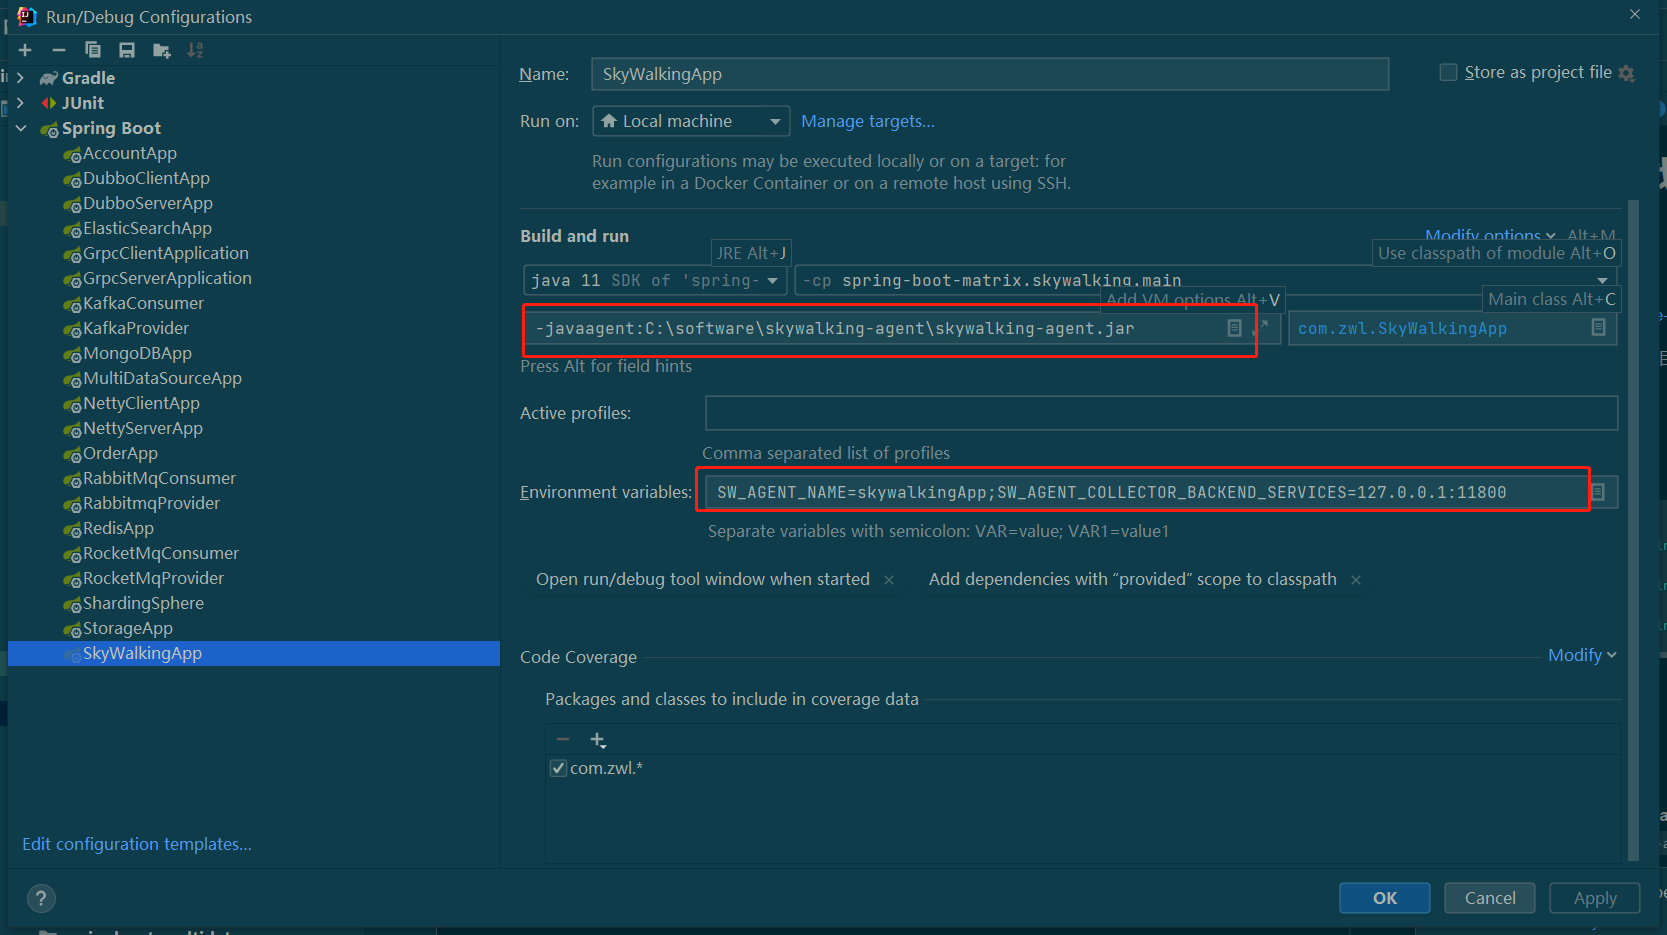 Run/Debug Configurations
Gradle
JUnit
Spring Boot
AccountApp
DubboClientApp
DubboServerApp
ElasticSearchApp
GrpcClientApplication
GrpcServerApplication
KafkaConsumer
KafkaProvider
MongoDBApp
MultiDataSourceApp
NettyClientApp
NettyServerApp
OrderApp
RabbitMqConsumer
RabbitmqProvider
RedisApp
RocketMqConsumer
RocketMqProvider
ShardingSphere
StorageApp
SkyWalkingApp
Edit configuration templates...
Name: SkyWalkingApp Store as project file
Run on: Local machine Manage targets...
Run configurations may be executed locally or on a target: for
example in a Docker Container or on a remote host using SSH.
Build and run Modify options Alt+M
JRE Alt+J Use classpath of module Alt+O
java 11 SDK of 'spring- -cp spring-boot-matrix.skywalking.main
Add VM options Alt+V Main class Alt+C
-javaagent:C:\software\skywalking-agent\skywalking-agent.jar com.zwl.SkyWalkingApp
Press Alt for field hints
Active profiles:
Comma separated list of profiles
Environment variables: SW_AGENT_NAME=skywalkingApp;SW_AGENT_COLLECTOR_BACKEND_SERVICES=127.0.0.1:11800
Separate variables with semicolon: VAR=value; VAR1=value1
Open run/debug tool window when started × Add dependencies with “provided” scope to classpath ×
Code Coverage Modify
Packages and classes to include in coverage data
com.zwl.*
? OK Cancel Apply